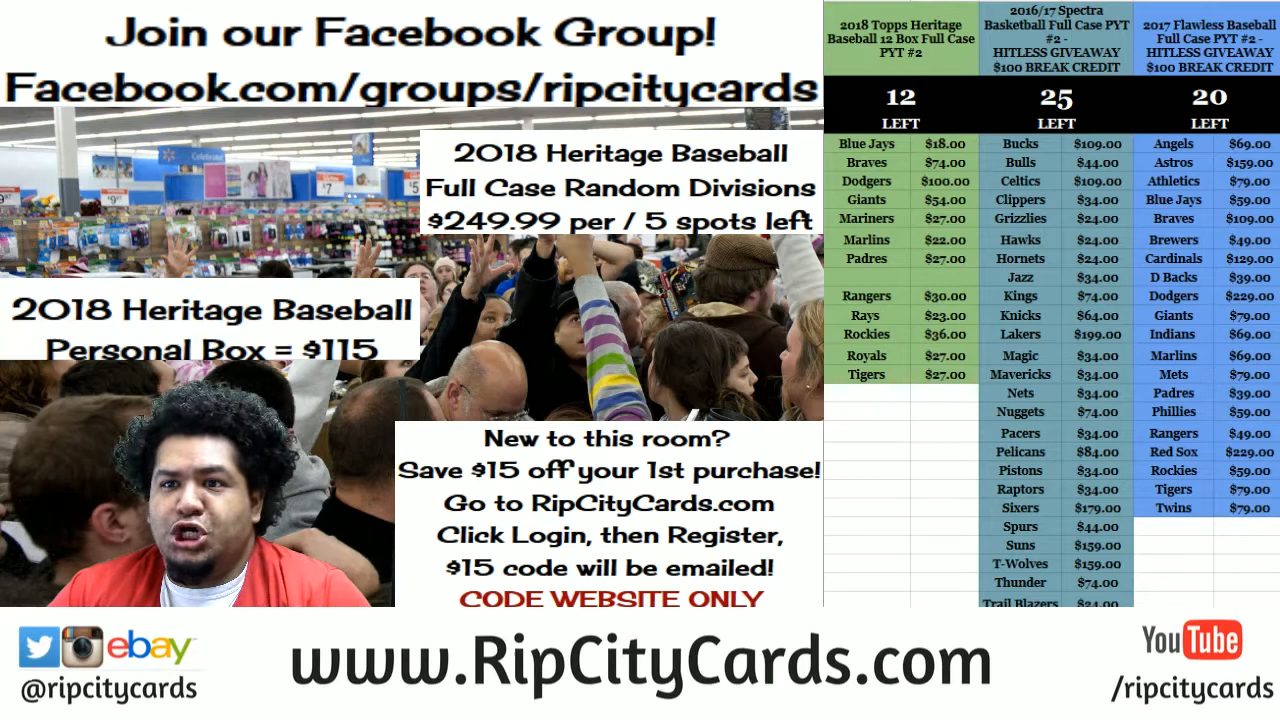 Join our Facebook Group!
Facebook.com/groups/ripcitycards
2018 Heritage Baseball
Full Case Random Divisions
$249.99 per / 5 spots left
2018 Heritage Baseball
Personal Box = $115
New to this room?
Save $15 off your 1st purchase!
Go to RipCityCards.com
Click Login, then Register,
$15 code will be emailed!
CODE WEBSITE ONLY
2018 Topps Heritage
Baseball 12 Box Full Case
PYT #2
12
LEFT
Blue Jays $18.00
Braves $74.00
Dodgers $100.00
Giants $54.00
Mariners $27.00
Marlins $22.00
Padres $27.00
Rangers $30.00
Rays $23.00
Rockies $36.00
Royals $27.00
Tigers $27.00
2016/17 Spectra
Basketball Full Case PYT
#2 -
HITLESS GIVEAWAY
$100 BREAK CREDIT
25
LEFT
Bucks $109.00
Bulls $44.00
Celtics $109.00
Clippers $34.00
Grizzlies $24.00
Hawks $24.00
Hornets $24.00
Jazz $34.00
Kings $74.00
Knicks $64.00
Lakers $199.00
Magic $34.00
Mavericks $34.00
Nets $34.00
Nuggets $74.00
Pacers $34.00
Pelicans $84.00
Pistons $34.00
Raptors $34.00
Sixers $179.00
Spurs $44.00
Suns $159.00
T-Wolves $159.00
Thunder $74.00
Trail Blazers $24.00
2017 Flawless Baseball
Full Case PYT #2 -
HITLESS GIVEAWAY
$100 BREAK CREDIT
20
LEFT
Angels $69.00
Astros $159.00
Athletics $79.00
Blue Jays $59.00
Braves $109.00
Brewers $49.00
Cardinals $129.00
D Backs $39.00
Dodgers $229.00
Giants $79.00
Indians $69.00
Marlins $69.00
Mets $79.00
Padres $39.00
Phillies $59.00
Rangers $49.00
Red Sox $229.00
Rockies $59.00
Tigers $79.00
Twins $79.00
ebay
@ripcitycards
www.RipCityCards.com
YouTube
/ripcitycards